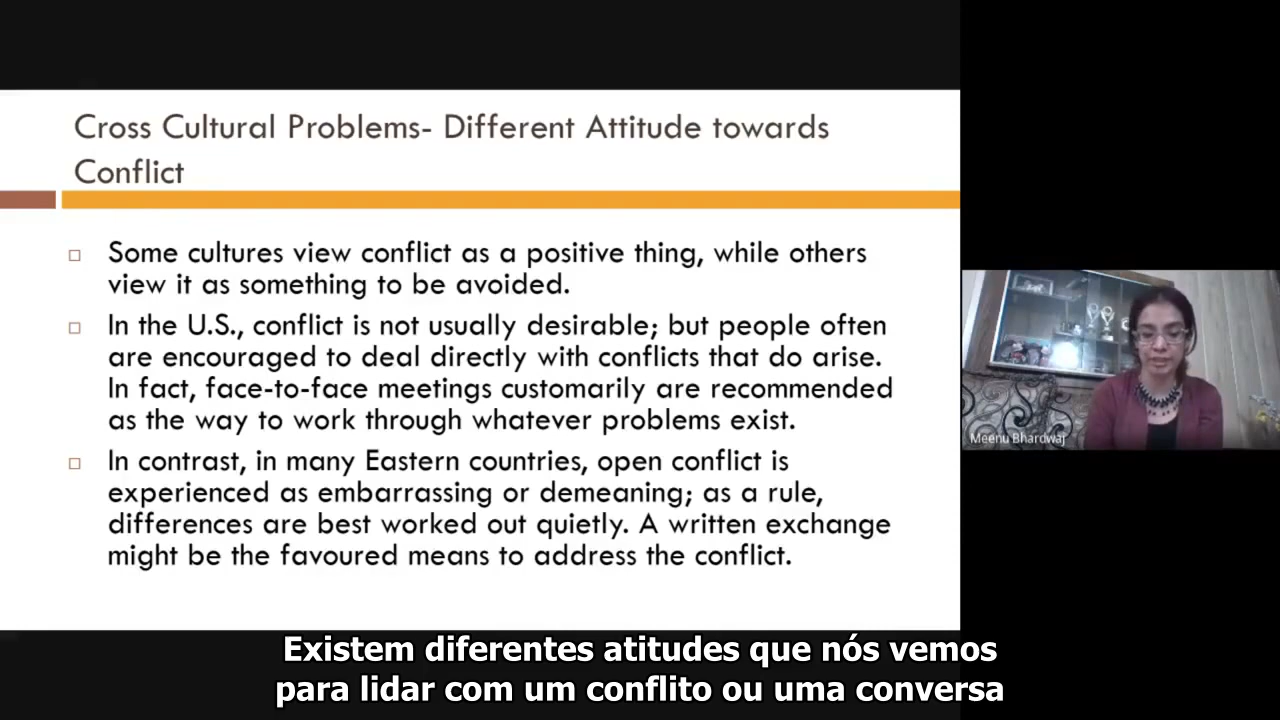 Cross Cultural Problems- Different Attitude towards
Conflict
Some cultures view conflict as a positive thing, while others
view it as something to be avoided.
In the U.S., conflict is not usually desirable; but people often
are encouraged to deal directly with conflicts that do arise.
In fact, face-to-face meetings customarily are recommended
as the way to work through whatever problems exist.
In contrast, in many Eastern countries, open conflict is
experienced as embarrassing or demeaning; as a rule,
differences are best worked out quietly. A written exchange
might be the favoured means to address the conflict.
Meenu Bhardwaj
Existem diferentes atitudes que nós vemos
para lidar com um conflito ou uma conversa